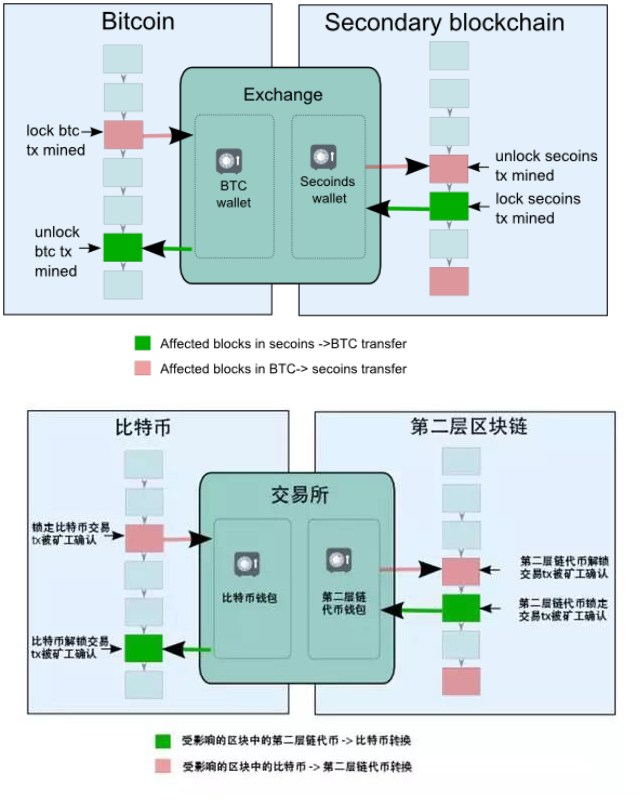 Bitcoin
Secondary blockchain
Exchange
lock btc
tx mined
BTC
wallet
Secoinds
wallet
unlock secoins
tx mined
lock secoins
tx mined
unlock
btc tx
mined
Affected blocks in secoins ->BTC transfer
Affected blocks in BTC-> secoins transfer
比特币
第二层区块链
交易所
锁走比特币交易
tx被矿工确认
比特币钱包
第二层链
代币钱包
第二层链代币解锁
交易tx被矿工确认
第二层链代币锁走
交易tx被矿工确认
比特币解锁交易
tx被矿工确认
受影响的区块中的第二层链代币 -> 比特币转换
受影响的区块中的比特币 -> 第二层链代币转换